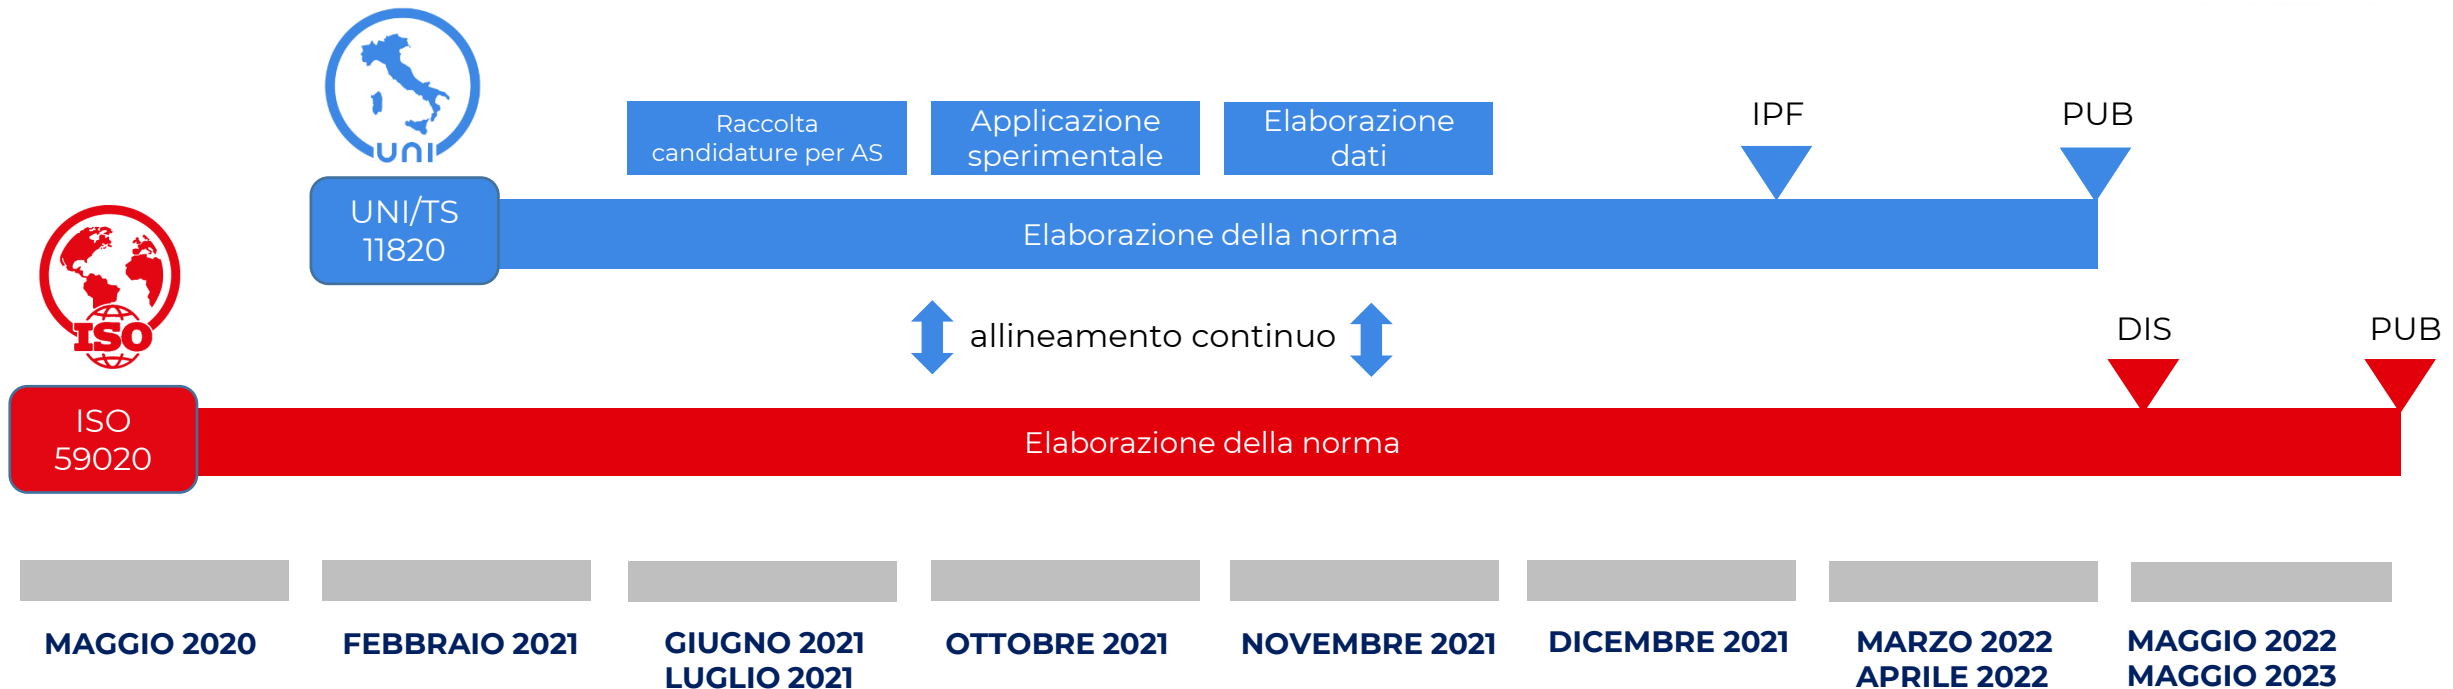 UNI
Raccolta
candidature per AS
Applicazione
sperimentale
Elaborazione
dati
IPF
PUB
UNI/TS
11820
Elaborazione della norma
ISO
allineamento continuo
DIS
PUB
ISO
59020
Elaborazione della norma
MAGGIO 2020
FEBBRAIO 2021
GIUGNO 2021
LUGLIO 2021
OTTOBRE 2021
NOVEMBRE 2021
DICEMBRE 2021
MARZO 2022
APRILE 2022
MAGGIO 2022
MAGGIO 2023